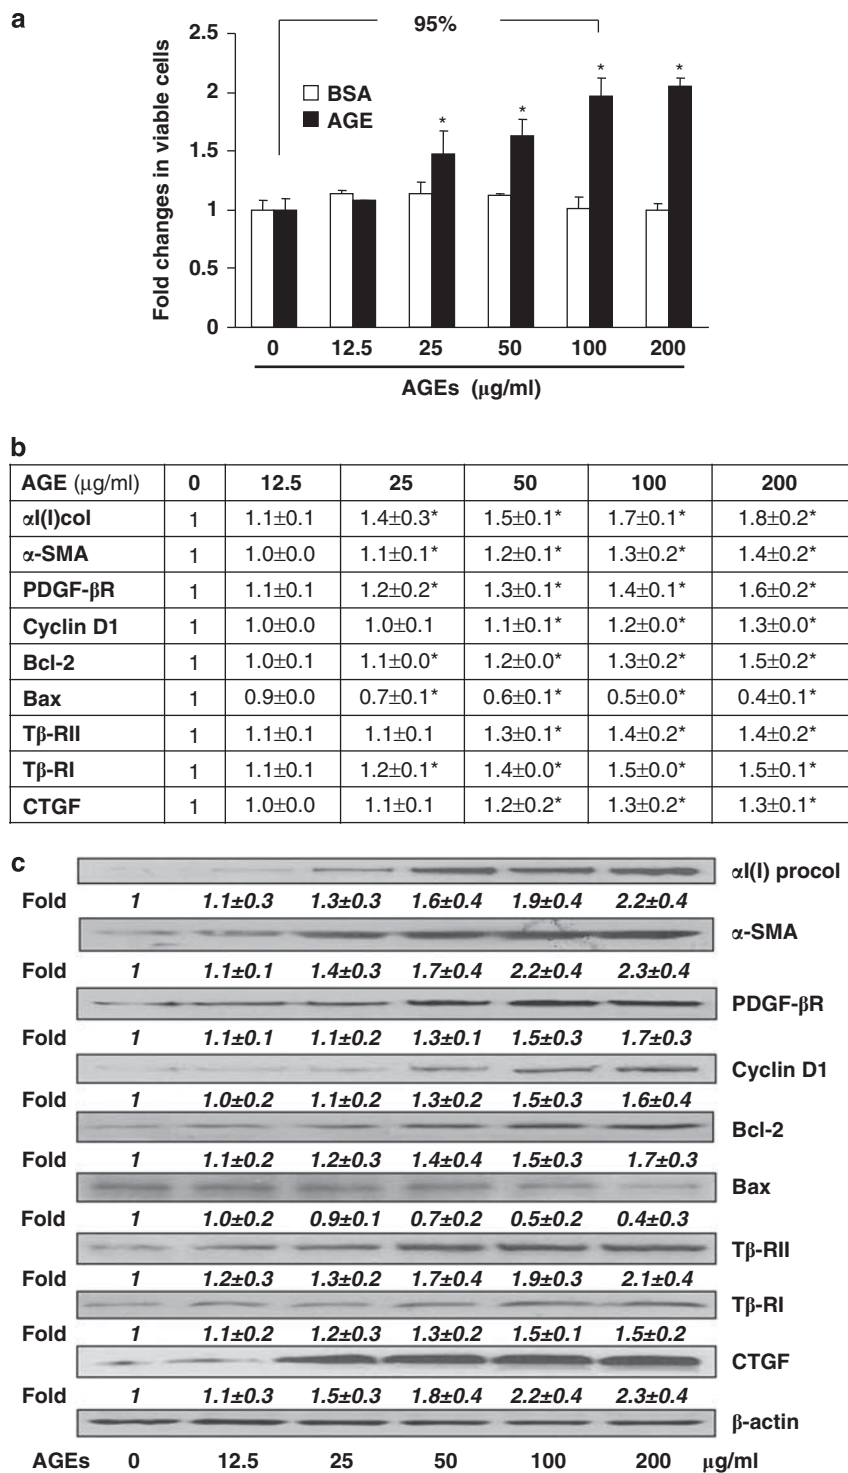 a
95%
2.5
2
1.5
1
0.5
0
Fold changes in viable cells
BSA
AGE
* * * *
0 12.5 25 50 100 200
AGEs (μg/ml)
b
AGE (μg/ml) 0 12.5 25 50 100 200
αI(I)col 1 1.1±0.1 1.4±0.3* 1.5±0.1* 1.7±0.1* 1.8±0.2*
α-SMA 1 1.0±0.0 1.1±0.1* 1.2±0.1* 1.3±0.2* 1.4±0.2*
PDGF-βR 1 1.1±0.1 1.2±0.2* 1.3±0.1* 1.4±0.1* 1.6±0.2*
Cyclin D1 1 1.0±0.0 1.0±0.1 1.1±0.1* 1.2±0.0* 1.3±0.0*
Bcl-2 1 1.0±0.1 1.1±0.0* 1.2±0.0* 1.3±0.2* 1.5±0.2*
Bax 1 0.9±0.0 0.7±0.1* 0.6±0.1* 0.5±0.0* 0.4±0.1*
Tβ-RII 1 1.1±0.1 1.1±0.1 1.3±0.1* 1.4±0.2* 1.4±0.2*
Tβ-RI 1 1.1±0.1 1.2±0.1* 1.4±0.0* 1.5±0.0* 1.5±0.1*
CTGF 1 1.0±0.0 1.1±0.1 1.2±0.2* 1.3±0.2* 1.3±0.1*
c
αI(I) procol
Fold 1 1.1±0.3 1.3±0.3 1.6±0.4 1.9±0.4 2.2±0.4
α-SMA
Fold 1 1.1±0.1 1.4±0.3 1.7±0.4 2.2±0.4 2.3±0.4
PDGF-βR
Fold 1 1.1±0.1 1.1±0.2 1.3±0.1 1.5±0.3 1.7±0.3
Cyclin D1
Fold 1 1.0±0.2 1.1±0.2 1.3±0.2 1.5±0.3 1.6±0.4
Bcl-2
Fold 1 1.1±0.2 1.2±0.3 1.4±0.4 1.5±0.3 1.7±0.3
Bax
Fold 1 1.0±0.2 0.9±0.1 0.7±0.2 0.5±0.2 0.4±0.3
Tβ-RII
Fold 1 1.2±0.3 1.3±0.2 1.7±0.4 1.9±0.3 2.1±0.4
Tβ-RI
Fold 1 1.1±0.2 1.2±0.3 1.3±0.2 1.5±0.1 1.5±0.2
CTGF
Fold 1 1.1±0.3 1.5±0.3 1.8±0.4 2.2±0.4 2.3±0.4
β-actin
AGEs 0 12.5 25 50 100 200 μg/ml